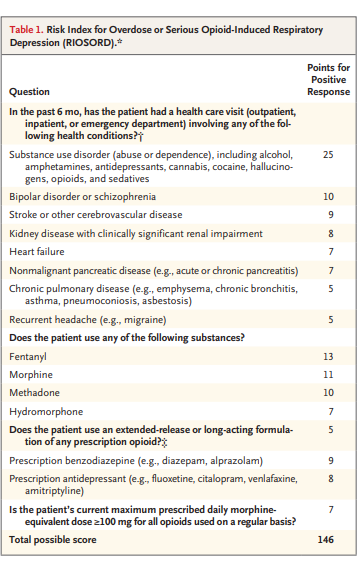 Table 1. Risk Index for Overdose or Serious Opioid-Induced Respiratory
Depression (RIOSORD).*
Question
Points for
Positive
Response
In the past 6 mo, has the patient had a health care visit (outpatient,
inpatient, or emergency department) involving any of the fol-
lowing health conditions?†
Substance use disorder (abuse or dependence), including alcohol,
amphetamines, antidepressants, cannabis, cocaine, hallucino-
gens, opioids, and sedatives
25
Bipolar disorder or schizophrenia 10
Stroke or other cerebrovascular disease 9
Kidney disease with clinically significant renal impairment 8
Heart failure 7
Nonmalignant pancreatic disease (e.g., acute or chronic pancreatitis) 7
Chronic pulmonary disease (e.g., emphysema, chronic bronchitis,
asthma, pneumoconiosis, asbestosis)
5
Recurrent headache (e.g., migraine) 5
Does the patient use any of the following substances?
Fentanyl 13
Morphine 11
Methadone 10
Hydromorphone 7
Does the patient use an extended-release or long-acting formula-
tion of any prescription opioid?‡
5
Prescription benzodiazepine (e.g., diazepam, alprazolam) 9
Prescription antidepressant (e.g., fluoxetine, citalopram, venlafaxine,
amitriptyline)
8
Is the patient's current maximum prescribed daily morphine-
equivalent dose ≥100 mg for all opioids used on a regular basis?
7
Total possible score 146